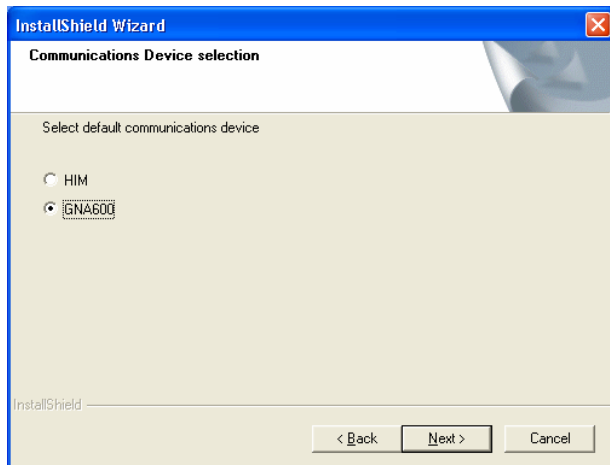 InstallShield Wizard
Communications Device selection
Select default communications device
HIM
GNA600
InstallShield
< Back
Next >
Cancel